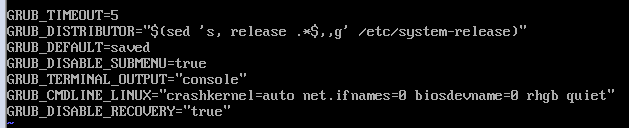 GRUB_TIMEOUT=5
GRUB_DISTRIBUTOR="$(sed 's, release .*$,,g' /etc/system-release)"
GRUB_DEFAULT=saved
GRUB_DISABLE_SUBMENU=true
GRUB_TERMINAL_OUTPUT="console"
GRUB_CMDLINE_LINUX="crashkernel=auto net.ifnames=0 biosdevname=0 rhgb quiet"
GRUB_DISABLE_RECOVERY="true"
~